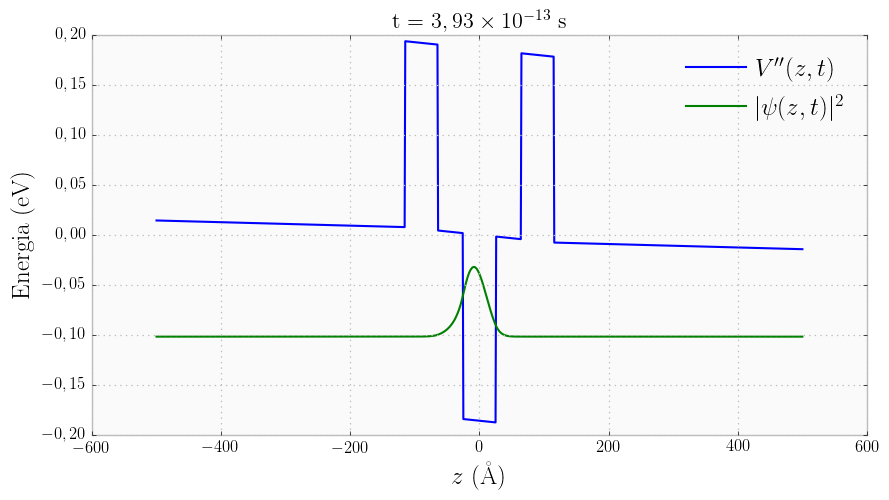 t = 3,93 × 10⁻¹³ s
V''(z, t)
|ψ(z, t)|²
Energia (eV)
0,20
0,15
0,10
0,05
0,00
−0,05
−0,10
−0,15
−0,20
−600 −400 −200 0 200 400 600
z (Å)